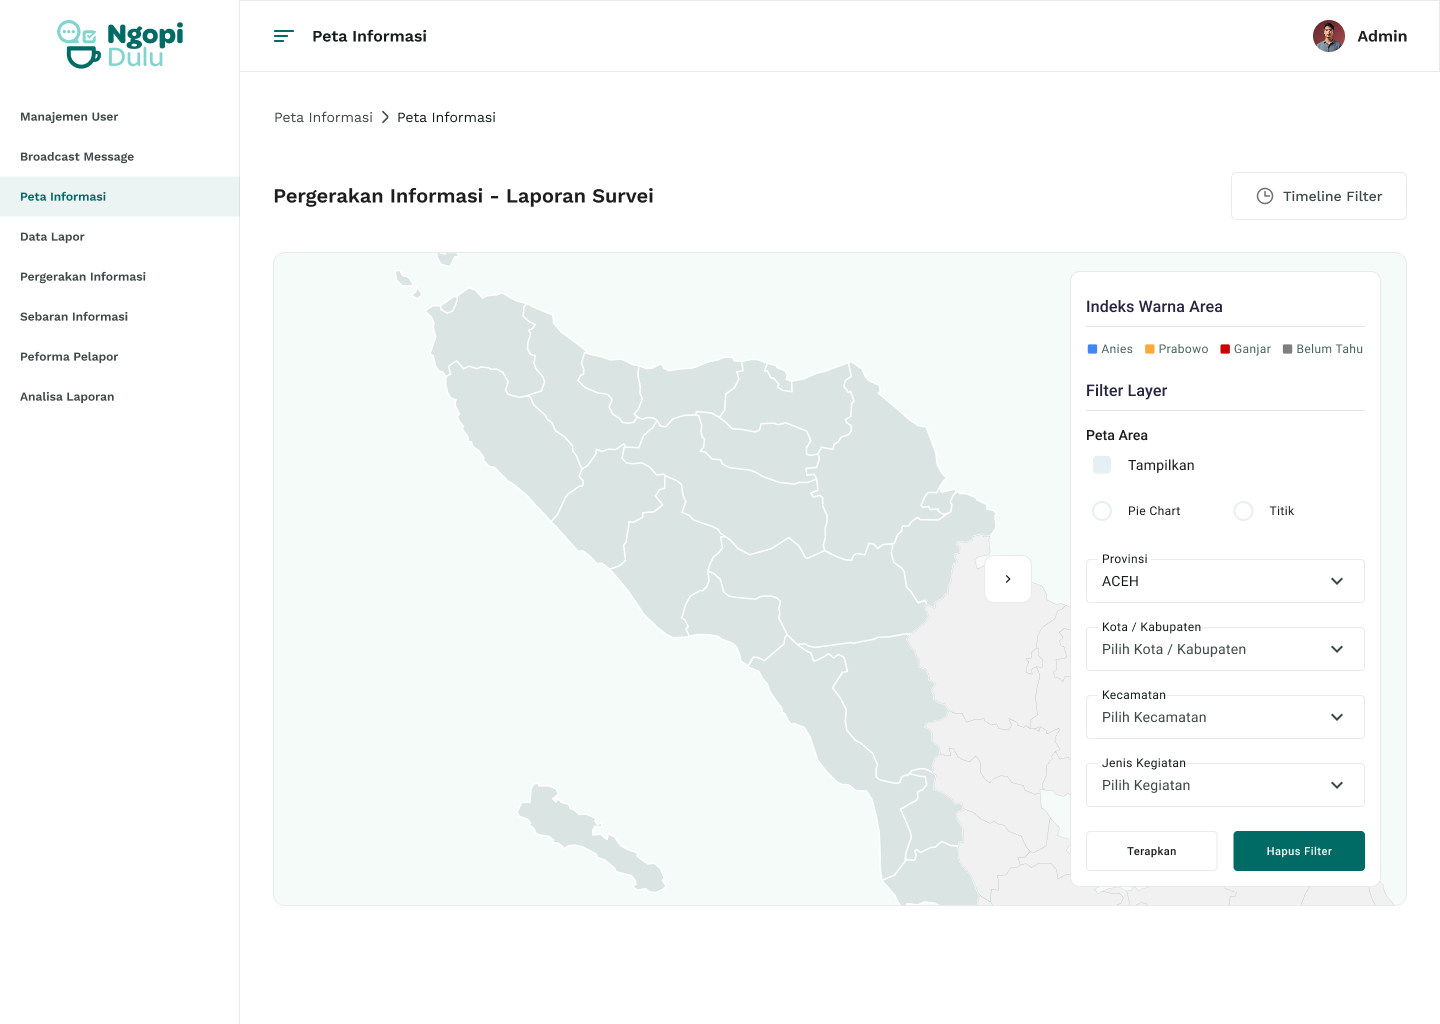 Ngopi
Dulu
Peta Informasi
Admin
Manajemen User
Broadcast Message
Peta Informasi
Data Lapor
Pergerakan Informasi
Sebaran Informasi
Peforma Pelapor
Analisa Laporan
Peta Informasi > Peta Informasi
Pergerakan Informasi - Laporan Survei
Timeline Filter
Indeks Warna Area
Anies Prabowo Ganjar Belum Tahu
Filter Layer
Peta Area
Tampilkan
Pie Chart Titik
Provinsi
ACEH
Kota / Kabupaten
Pilih Kota / Kabupaten
Kecamatan
Pilih Kecamatan
Jenis Kegiatan
Pilih Kegiatan
Terapkan Hapus Filter